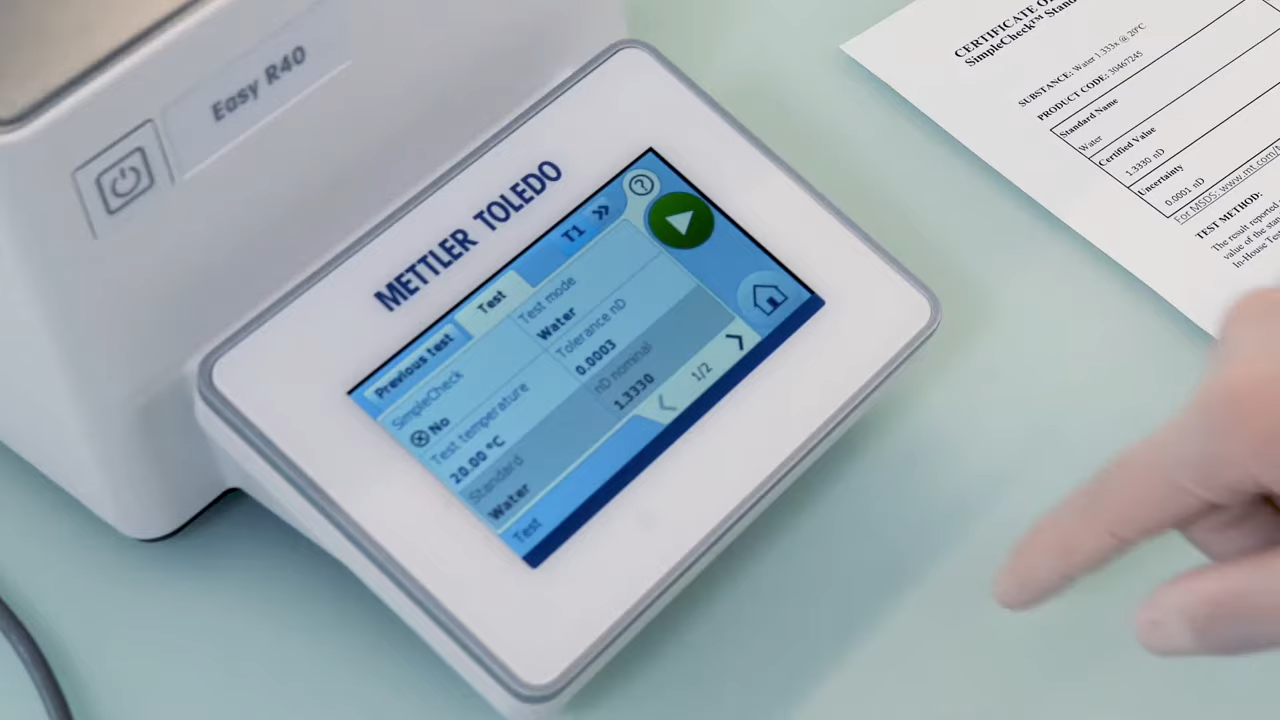 Easy R40
METTLER TOLEDO
T1
Previous test
Test
SimpleCheck
No
Test mode
Water
Test temperature
20.00 °C
Tolerance nD
0.0003
Standard
Water
nD nominal
1.3330
1/2
Test
CERTIFICATE
SimpleCheck™
SUBSTANCE: Water 1.333x @ 20°C
PRODUCT CODE: 30467245
Standard Name
Water
Certified Value
1.3330 nD
Uncertainty
0.0001 nD
For MSDS: www.mt.com/
TEST METHOD:
The result reported
value of the
In-House